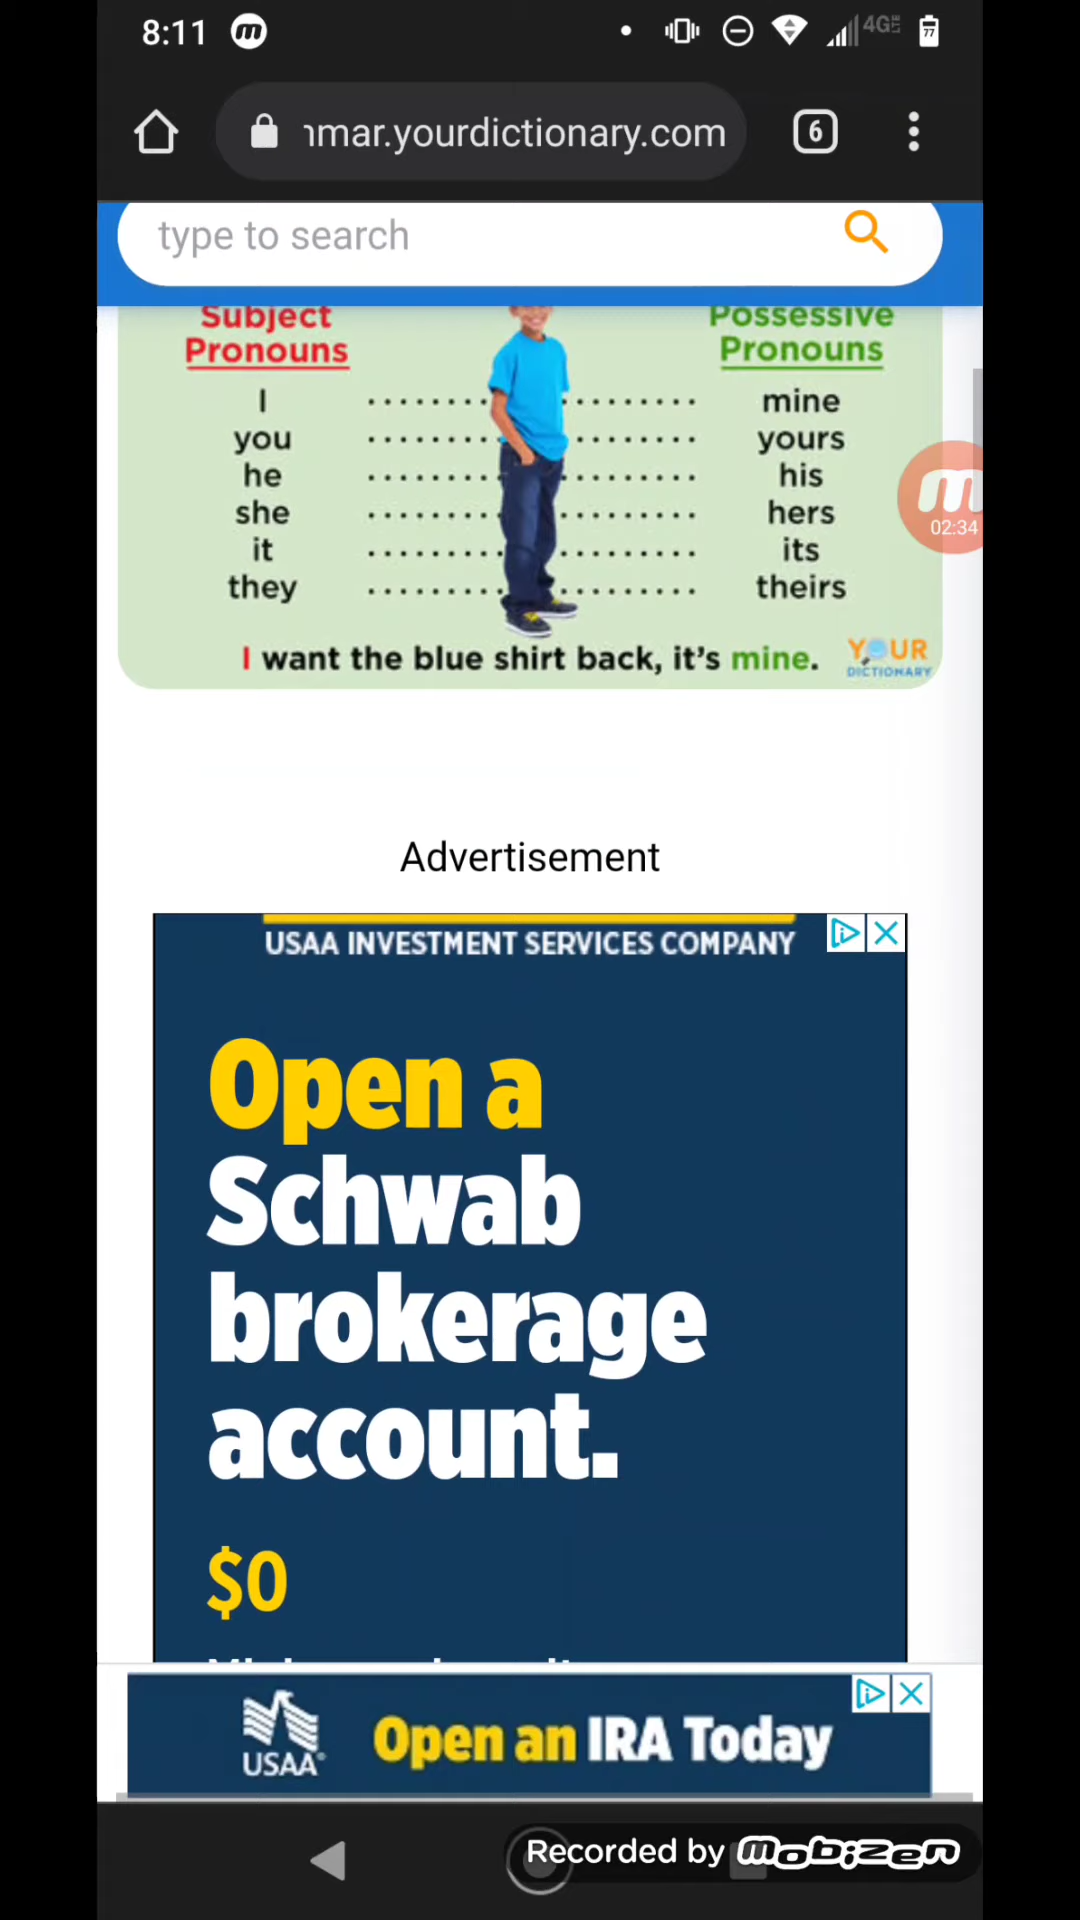 8:11
4G
77
nmar.yourdictionary.com
6
type to search
Subject
Pronouns
Possessive
Pronouns
I
mine
you
yours
he
his
she
hers
it
its
they
theirs
02:34
I want the blue shirt back, it's mine.
YOUR
DICTIONARY
Advertisement
USAA INVESTMENT SERVICES COMPANY
Open a
Schwab
brokerage
account.
$0
USAA®
Open an IRA Today
Recorded by mobizen